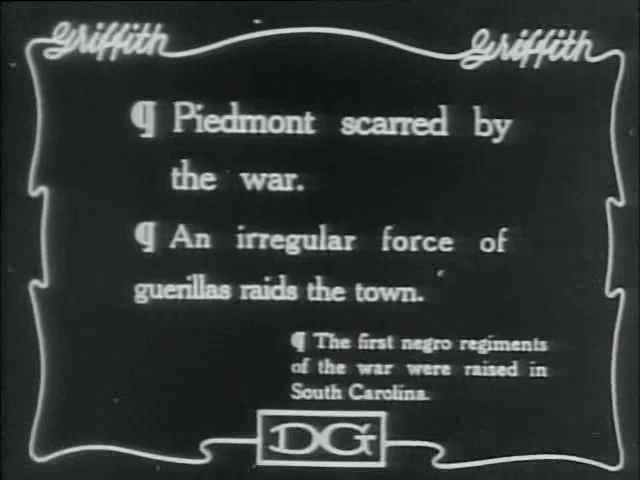 Griffith Griffith
¶ Piedmont scarred by
the war.
¶ An irregular force of
guerillas raids the town.
¶ The first negro regiments
of the war were raised in
South Carolina.
DG